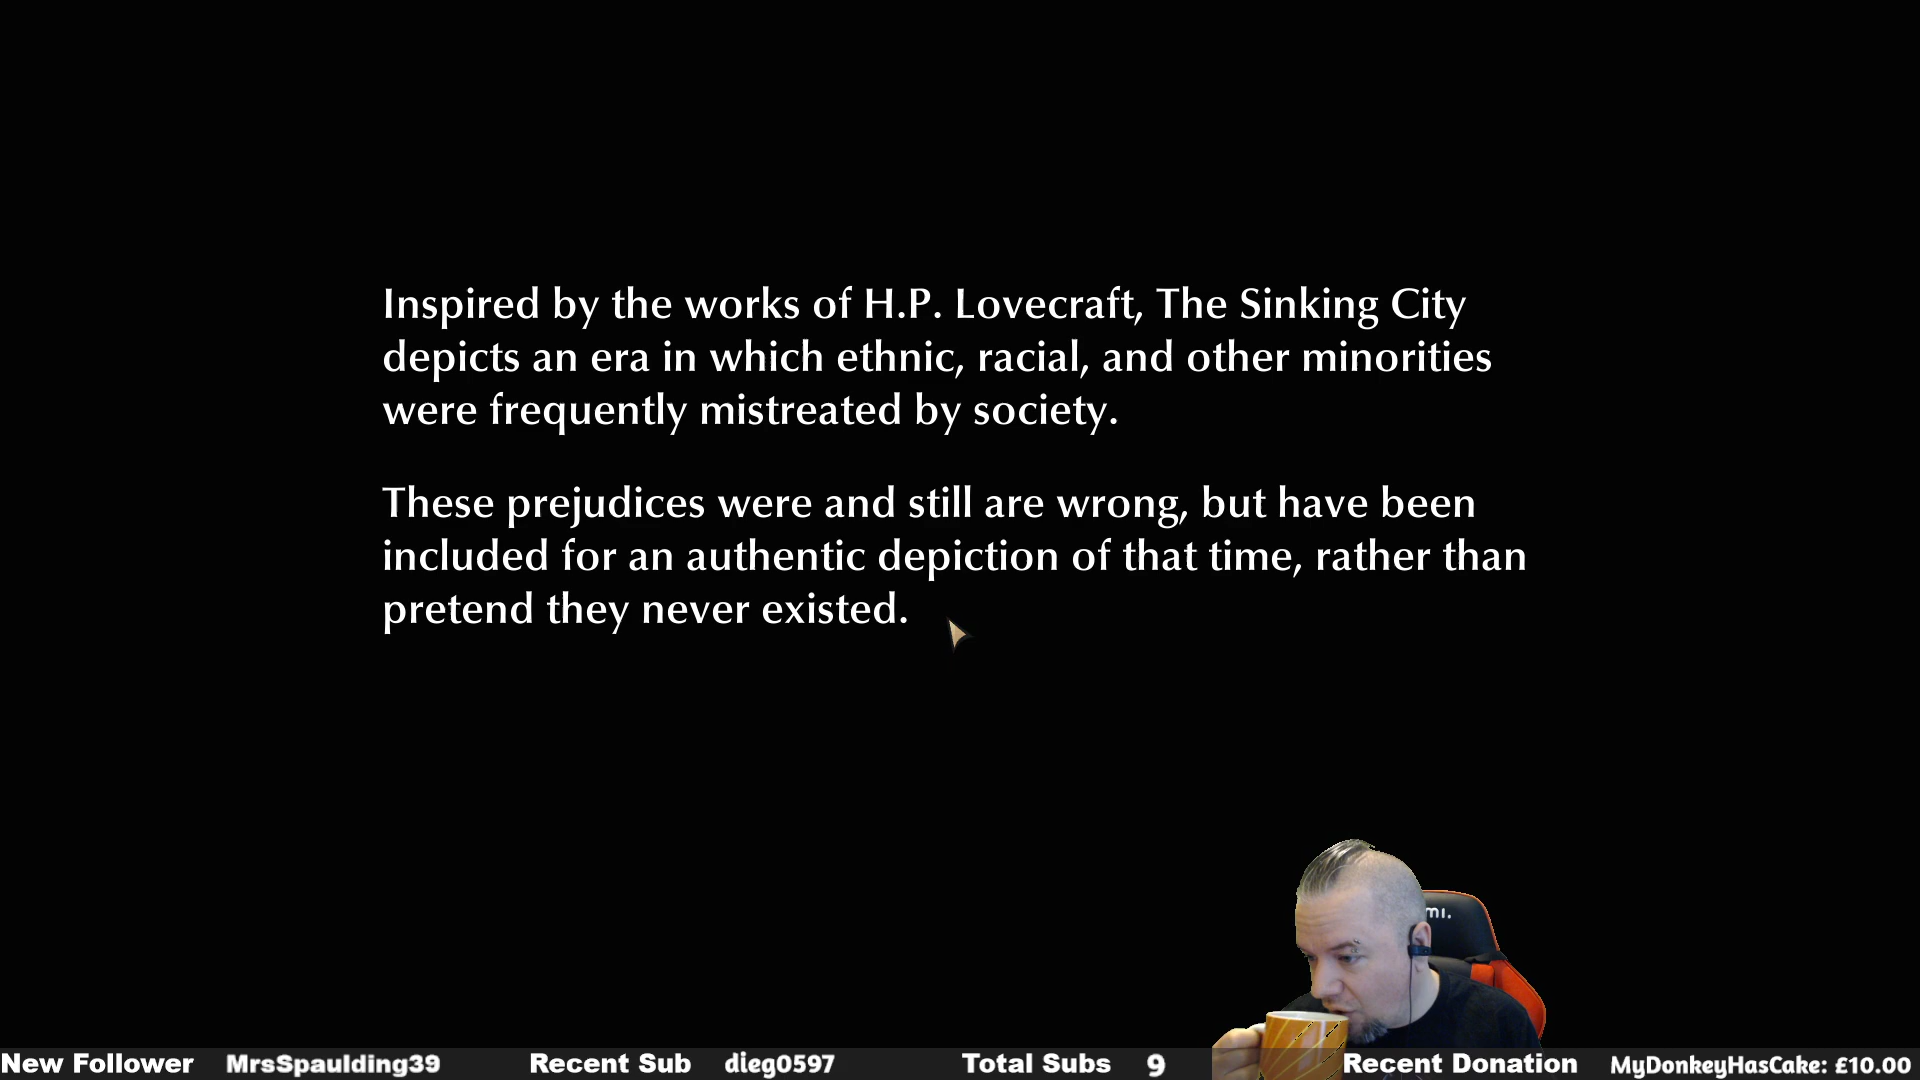 Inspired by the works of H.P. Lovecraft, The Sinking City
depicts an era in which ethnic, racial, and other minorities
were frequently mistreated by society.
These prejudices were and still are wrong, but have been
included for an authentic depiction of that time, rather than
pretend they never existed.
mi.
New Follower MrsSpaulding39 Recent Sub dieg0597 Total Subs 9 Recent Donation MyDonkeyHasCake: £10.00